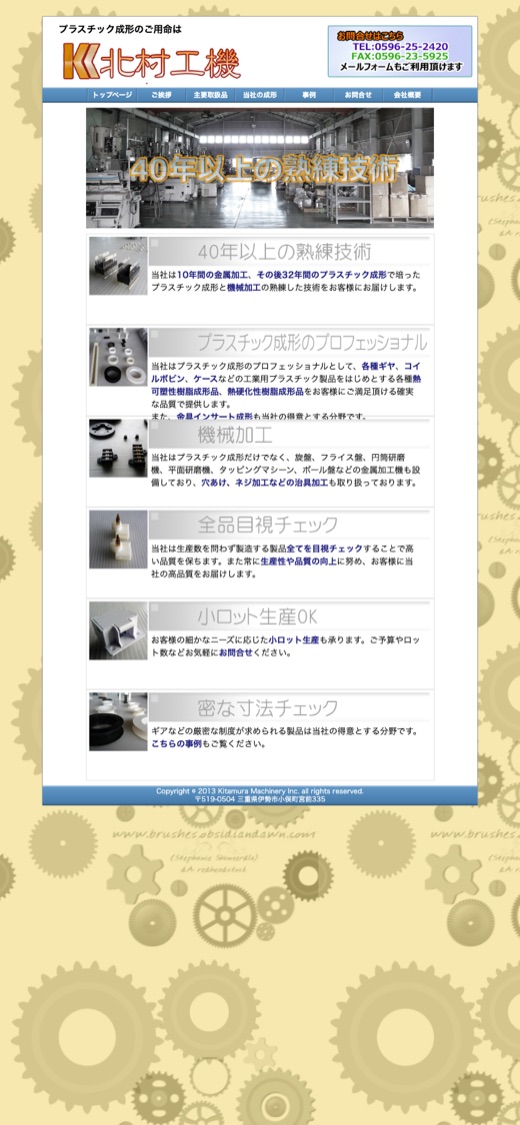 プラスチック成形のご用命は
北村工機
お問合せはこちら
TEL:0596-25-2420
FAX:0596-23-5925
メールフォームもご利用頂けます
トップページ ご挨拶 主要取扱品 当社の成形 事例 お問合せ 会社概要
40年以上の熟練技術
40年以上の熟練技術
当社は10年間の金属加工、その後32年間のプラスチック成形で培った
プラスチック成形と機械加工の熟練した技術をお客様にお届けします。
プラスチック成形のプロフェッショナル
当社はプラスチック成形のプロフェッショナルとして、各種ギヤ、コイ
ルボビン、ケースなどの工業用プラスチック製品をはじめとする各種熱
可塑性樹脂成形品、熱硬化性樹脂成形品をお客様にご満足頂ける確実
な品質で提供します。
また、金具インサート成形も当社の得意とする分野です。
機械加工
当社はプラスチック成形だけでなく、旋盤、フライス盤、円筒研磨
機、平面研磨機、タッピングマシーン、ボール盤などの金属加工機も設
備しており、穴あけ、ネジ加工などの治具加工も取り扱っております。
全品目視チェック
当社は生産数を問わず製造する製品全てを目視チェックすることで高
い品質を保ちます。また常に生産性や品質の向上に努め、お客様に当
社の高品質をお届けします。
小ロット生産OK
お客様の細かなニーズに応じた小ロット生産も承ります。ご予算やロッ
ト数などお気軽にお問合せください。
密な寸法チェック
ギアなどの厳密な制度が求められる製品は当社の得意とする分野です。
こちらの事例もご覧ください。
Copyright © 2013 Kitamura Machinery Inc. all rights reserved.
〒519-0504 三重県伊勢市小俣町宮前335
www.brushes.obsidiandawn.com